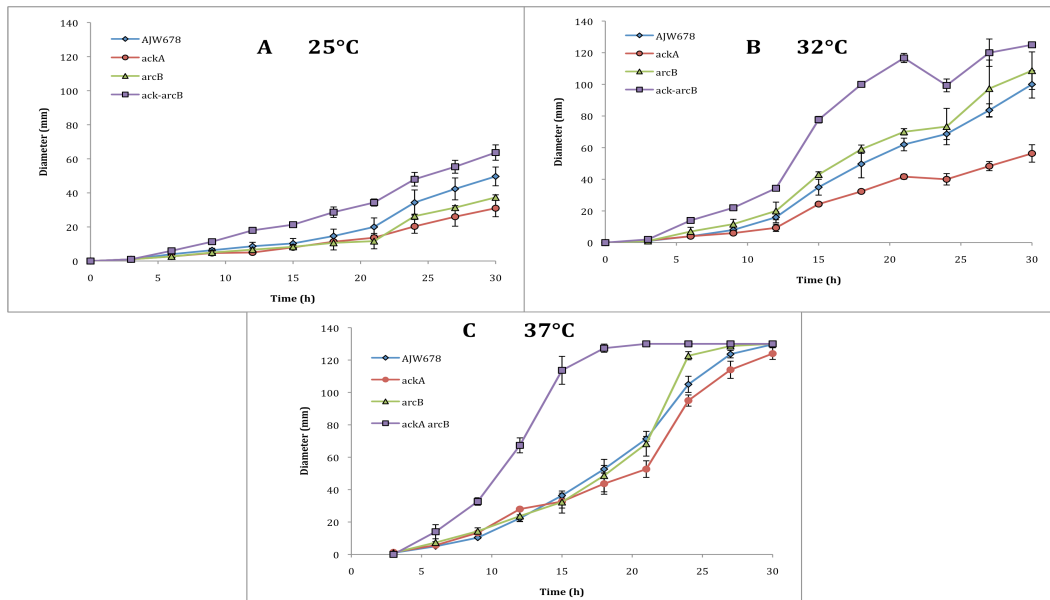 A 25°C
AJW678
ackA
arcB
ack-arcB
Diameter (mm)
140
120
100
80
60
40
20
0
0 5 10 15 20 25 30
Time (h)
B 32°C
AJW678
ackA
arcB
ack-arcB
Diameter (mm)
140
120
100
80
60
40
20
0
0 5 10 15 20 25 30
Time (h)
C 37°C
AJW678
ackA
arcB
ackA arcB
Diameter (mm)
140
120
100
80
60
40
20
0
0 5 10 15 20 25 30
Time (h)